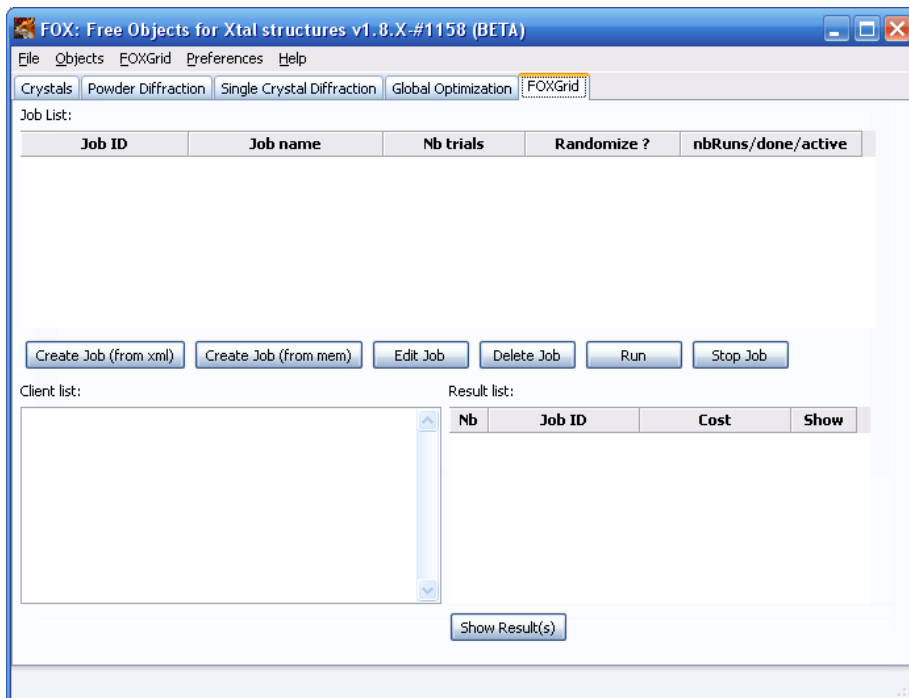 FOX: Free Objects for Xtal structures v1.8.X-#1158 (BETA)
File Objects FOXGrid Preferences Help
Crystals Powder Diffraction Single Crystal Diffraction Global Optimization FOXGrid
Job List:
Job ID Job name Nb trials Randomize ? nbRuns/done/active
Create Job (from xml) Create Job (from mem) Edit Job Delete Job Run Stop Job
Client list: Result list:
Nb Job ID Cost Show
Show Result(s)